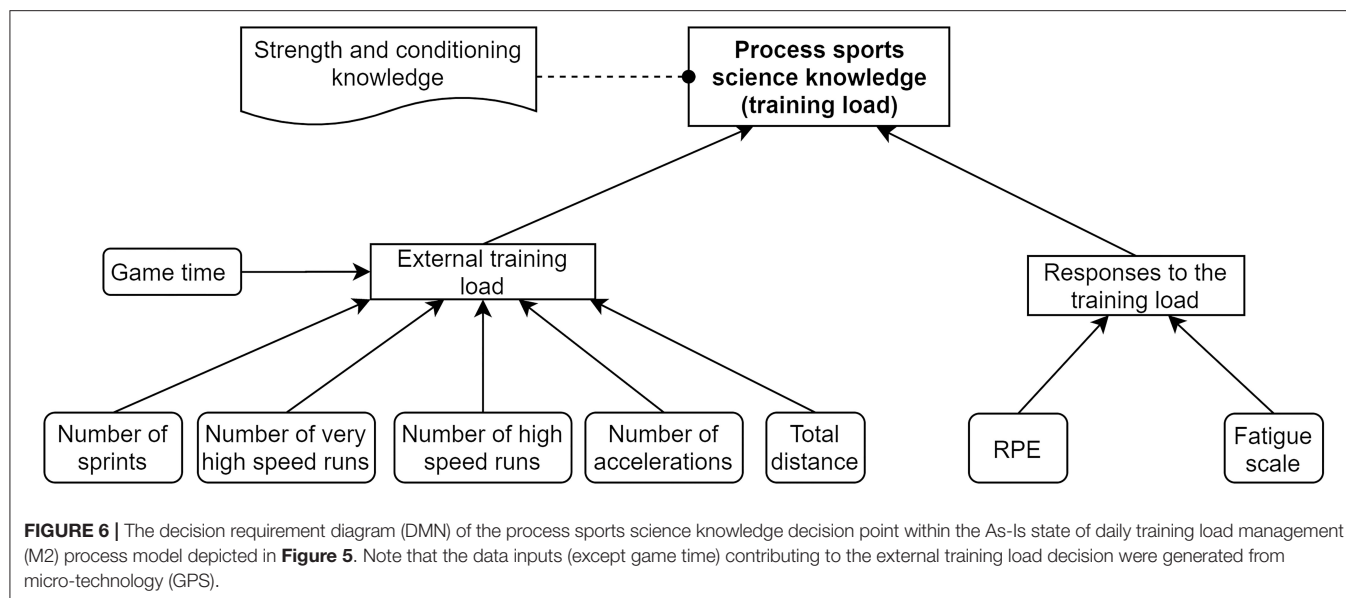 Strength and conditioning
knowledge
Process sports
science knowledge
(training load)
Game time
External training
load
Responses to the
training load
Number of
sprints
Number of very
high speed runs
Number of high
speed runs
Number of
accelerations
Total
distance
RPE
Fatigue
scale
FIGURE 6 | The decision requirement diagram (DMN) of the process sports science knowledge decision point within the As-Is state of daily training load management
(M2) process model depicted in Figure 5. Note that the data inputs (except game time) contributing to the external training load decision were generated from
micro-technology (GPS).